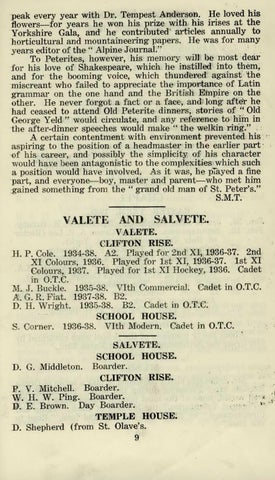 peak every year with Dr. Tempest Anderson. He loved his
flowers—for years he won his prize with his irises at the
Yorkshire Gala, and he contributed articles annually to
horticultural and mountaineering papers. He was for many
years editor of the " Alpine Journal."
To Peterites, however, his memory will be most dear
for his love of Shakespeare, which he instilled into them,
and for the booming voice, which thundered against the
miscreant who failed to appreciate the importance of Latin
grammar on the one hand and the British Empire on the
other. He never forgot a fact or a face, and long after he
had ceased to attend Old Peterite dinners, stories of " Old
George Yeld " would circulate, and any reference to him in
the after-dinner speeches would make " the welkin ring."
A certain contentment with environment prevented his
aspiring to the position of a headmaster in the earlier part
of his career, and possibly the simplicity of his character
would have been antagonistic to the complexities which such
a position would have involved. As it was, he played a fine
part, and everyone—boy, master and parent—who met him
gained something from the " grand old man of St. Peter's."
S.M.T.
VALETE AND SALVETE.
VALETE.
CLIFTON RISE.
H. P. Cole. 1934-38. A2. Played for 2nd XI, 1936-37. 2nd
XI Colours, 1936. Played for 1st XI, 1936-37. 1st XI
Colours, 1937. Played for 1st XI Hockey, 1936. Cadet
in O.T.C.
M. J. Buckle. 1935-38. VIth Commercial. Cadet in O.T.C.
A. G. R. Fiat. 1937-38. B2.
D. H. Wright. 1935-38. B2. Cadet in O.T.C.
SCHOOL HOUSE.
S. Corner. 1936-38. VIth Modern. Cadet in O.T.C.
SALVETE.
SCHOOL HOUSE.
D. G. Middleton. Boarder.
CLIFTON RISE.
P. V. Mitchell. Boarder.
W. H. W. Ping. Boarder.
D. E. Brown. Day Boarder.
TEMPLE HOUSE.
D. Shepherd (from St. Olave's.
9